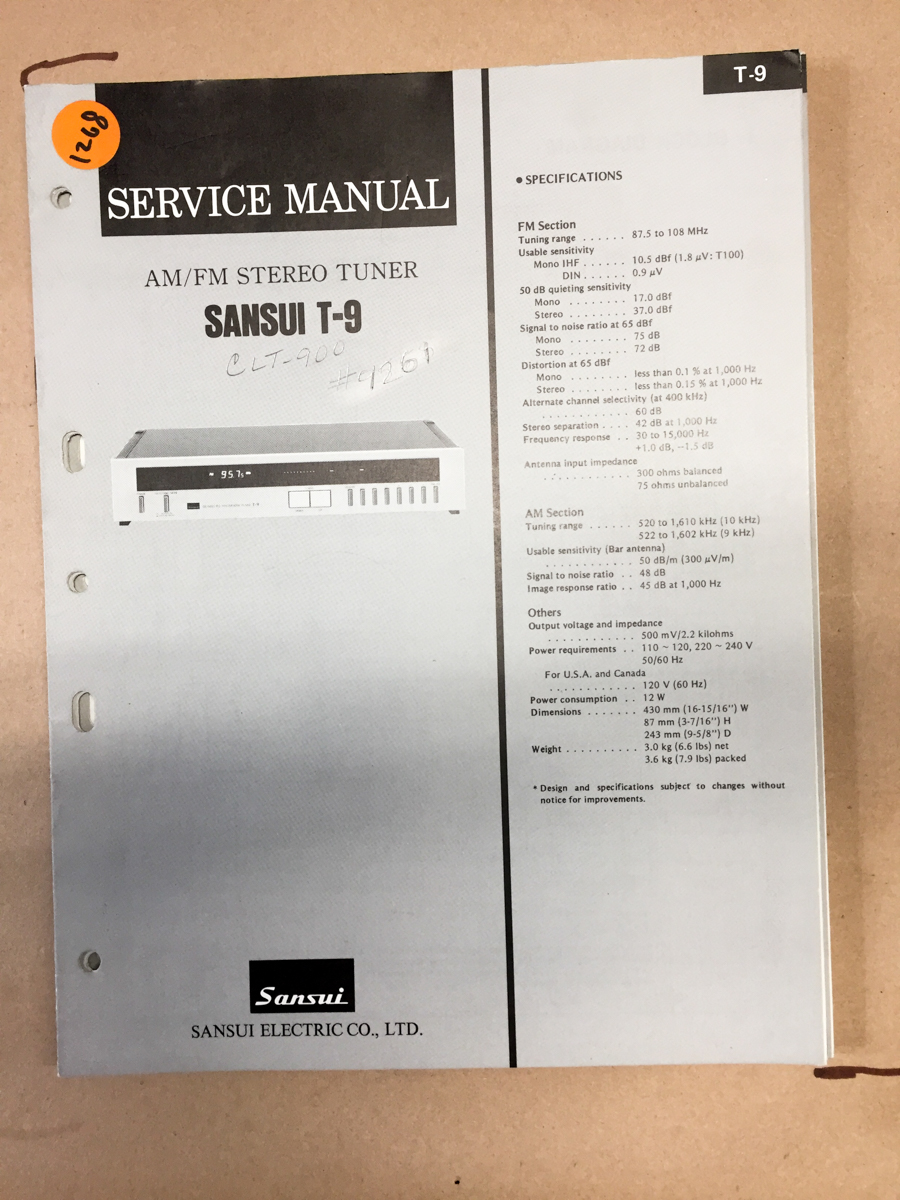 1268
SERVICE MANUAL
AM/FM STEREO TUNER
SANSUI T-9
CLT-900
#9261
95.7
Sansui
SANSUI ELECTRIC CO., LTD.
T-9
• SPECIFICATIONS
FM Section
Tuning range . . . . . . 87.5 to 108 MHz
Usable sensitivity
Mono IHF . . . . . . 10.5 dBf (1.8 μV: T100)
DIN . . . . . . 0.9 μV
50 dB quieting sensitivity
Mono . . . . . . . . 17.0 dBf
Stereo . . . . . . . . 37.0 dBf
Signal to noise ratio at 65 dBf
Mono . . . . . . . . 75 dB
Stereo . . . . . . . . 72 dB
Distortion at 65 dBf
Mono . . . . . . . . less than 0.1 % at 1,000 Hz
Stereo . . . . . . . . less than 0.15 % at 1,000 Hz
Alternate channel selectivity (at 400 kHz)
. . . . . . . . . . . . 60 dB
Stereo separation . . . . 42 dB at 1,000 Hz
Frequency response . . 30 to 15,000 Hz
+1.0 dB, –1.5 dB
Antenna input impedance
. . . . . . . . . . . . 300 ohms balanced
75 ohms unbalanced
AM Section
Tuning range . . . . . . 520 to 1,610 kHz (10 kHz)
522 to 1,602 kHz (9 kHz)
Usable sensitivity (Bar antenna)
. . . . . . . . . . . . 50 dB/m (300 μV/m)
Signal to noise ratio . . 48 dB
Image response ratio . . 45 dB at 1,000 Hz
Others
Output voltage and impedance
. . . . . . . . . . . . 500 mV/2.2 kilohms
Power requirements . . 110 ~ 120, 220 ~ 240 V
50/60 Hz
For U.S.A. and Canada
. . . . . . . . . . . . 120 V (60 Hz)
Power consumption . . 12 W
Dimensions . . . . . . . 430 mm (16-15/16") W
87 mm (3-7/16") H
243 mm (9-5/8") D
Weight . . . . . . . . . . 3.0 kg (6.6 lbs) net
3.6 kg (7.9 lbs) packed
* Design and specifications subject to changes without
notice for improvements.